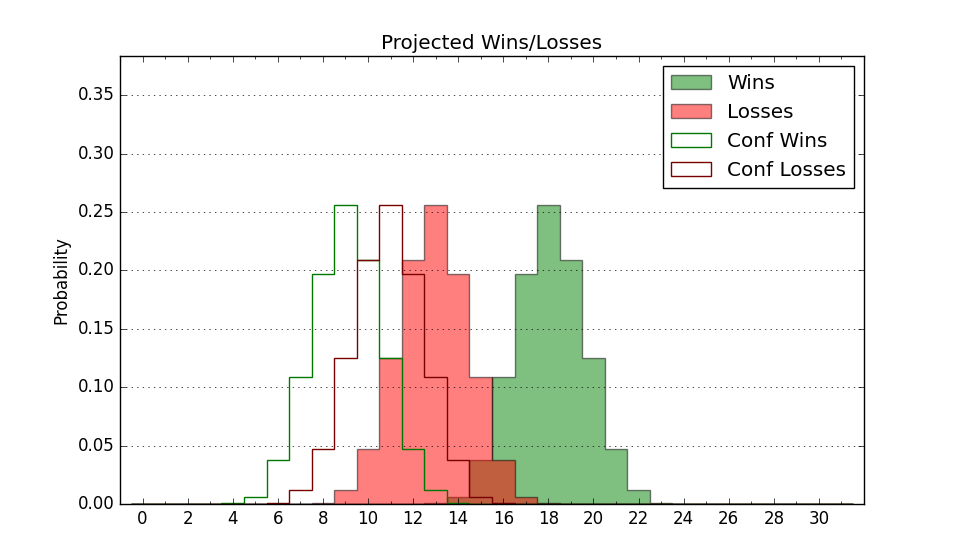 Projected Wins/Losses
Wins
Losses
Conf Wins
Conf Losses
Probability
0.35
0.30
0.25
0.20
0.15
0.10
0.05
0.00
0 2 4 6 8 10 12 14 16 18 20 22 24 26 28 30